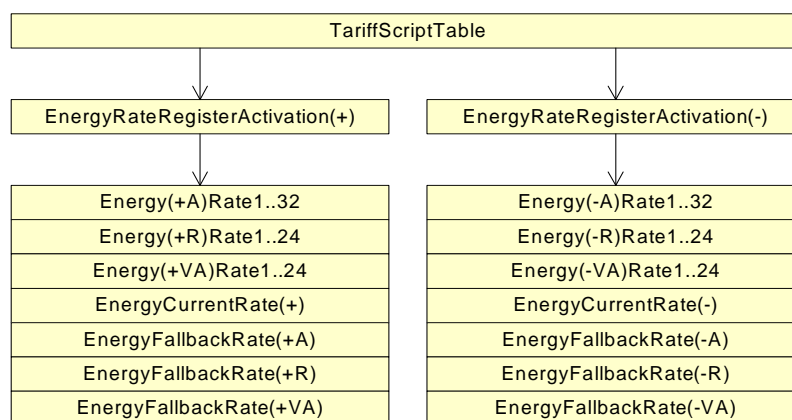 TariffScriptTable
EnergyRateRegisterActivation(+)
EnergyRateRegisterActivation(-)
Energy(+A)Rate1..32
Energy(+R)Rate1..24
Energy(+VA)Rate1..24
EnergyCurrentRate(+)
EnergyFallbackRate(+A)
EnergyFallbackRate(+R)
EnergyFallbackRate(+VA)
Energy(-A)Rate1..32
Energy(-R)Rate1..24
Energy(-VA)Rate1..24
EnergyCurrentRate(-)
EnergyFallbackRate(-A)
EnergyFallbackRate(-R)
EnergyFallbackRate(-VA)